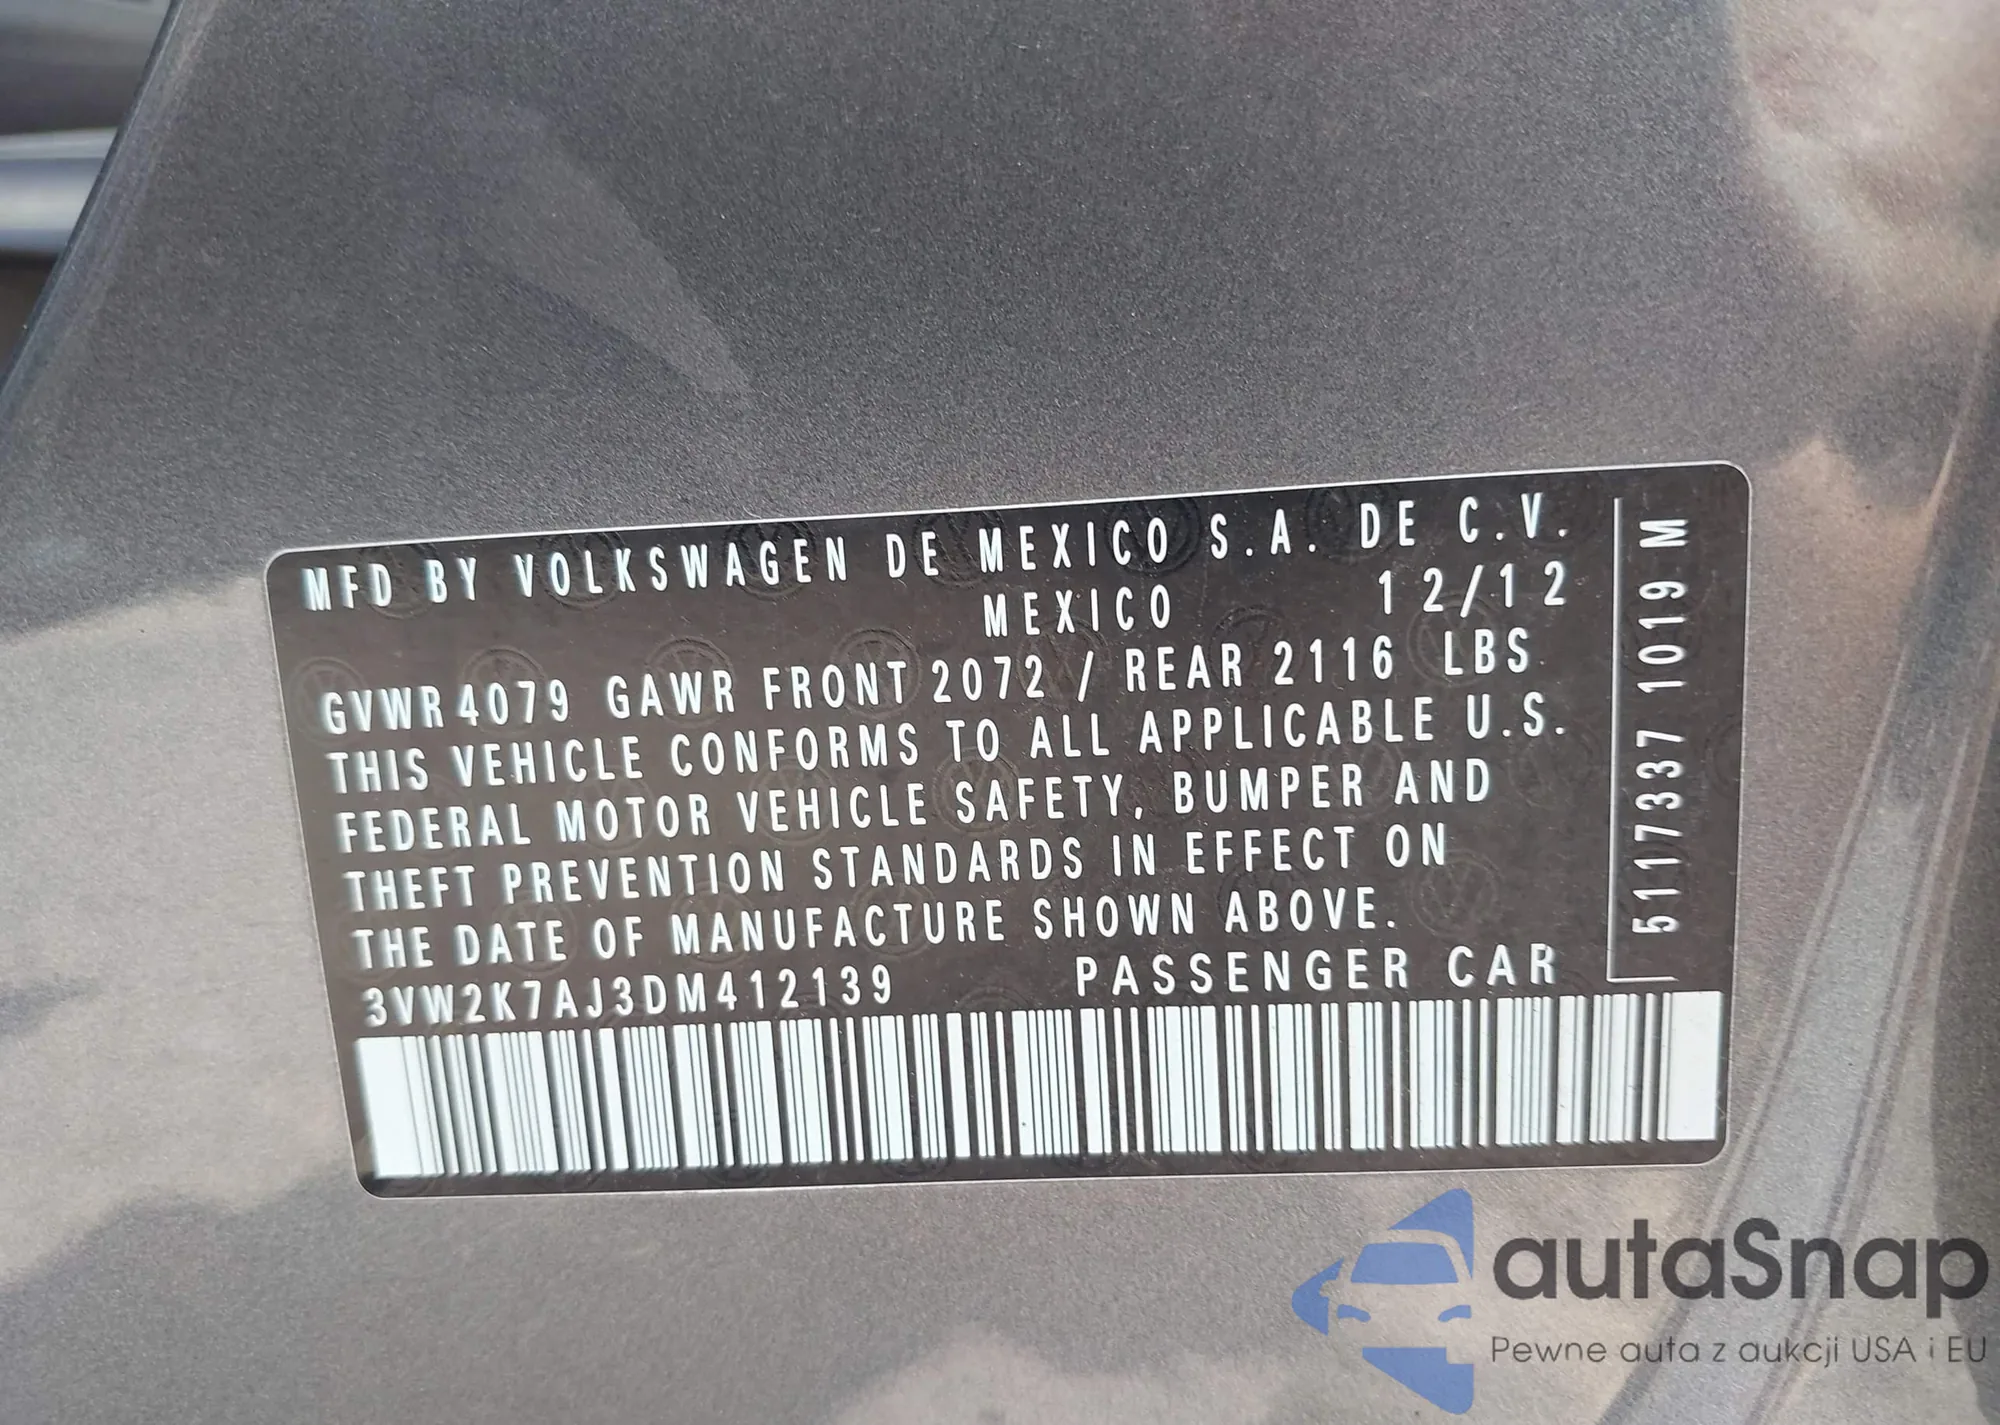 MFD BY VOLKSWAGEN DE MEXICO S.A. DE C.V.
MEXICO 12/12
GVWR 4079 GAWR FRONT 2072 / REAR 2116 LBS
THIS VEHICLE CONFORMS TO ALL APPLICABLE U.S.
FEDERAL MOTOR VEHICLE SAFETY, BUMPER AND
THEFT PREVENTION STANDARDS IN EFFECT ON
THE DATE OF MANUFACTURE SHOWN ABOVE.
3VW2K7AJ3DM412139 PASSENGER CAR
5117337 1019 M
autaSnap
Pewne auta z aukcji USA i EU